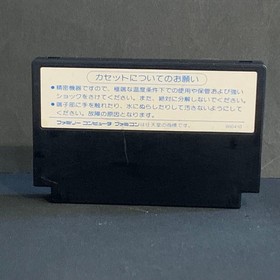 カセットについてのお願い
●精密機器ですので、極端な温度条件下での使用や保管および強い
ショックをさけてください。また、絶対に分解しないでください。
●端子部に手を触れたり、水にぬらしたりして汚さないようにして
ください。故障の原因となります。
ファミリーコンピュータ・ファミコンは任天堂の商標です。